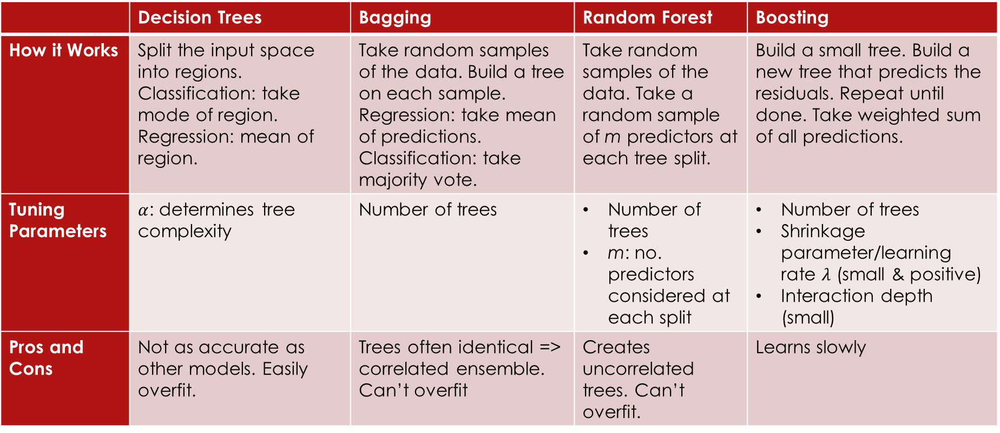 Decision Trees
Bagging
Random Forest
Boosting
How it Works
Split the input space
into regions.
Classification: take
mode of region.
Regression: mean of
region.
Take random samples
of the data. Build a tree
on each sample.
Regression: take mean
of predictions.
Classification: take
majority vote.
Take random
samples of the
data. Take a
random sample
of m predictors at
each tree split.
Build a small tree. Build a
new tree that predicts the
residuals. Repeat until
done. Take weighted sum
of all predictions.
Tuning
Parameters
α: determines tree
complexity
Number of trees
• Number of
trees
• m: no.
predictors
considered at
each split
• Number of trees
• Shrinkage
parameter/learning
rate λ (small & positive)
• Interaction depth
(small)
Pros and
Cons
Not as accurate as
other models. Easily
overfit.
Trees often identical =>
correlated ensemble.
Can't overfit
Creates
uncorrelated
trees. Can't
overfit.
Learns slowly